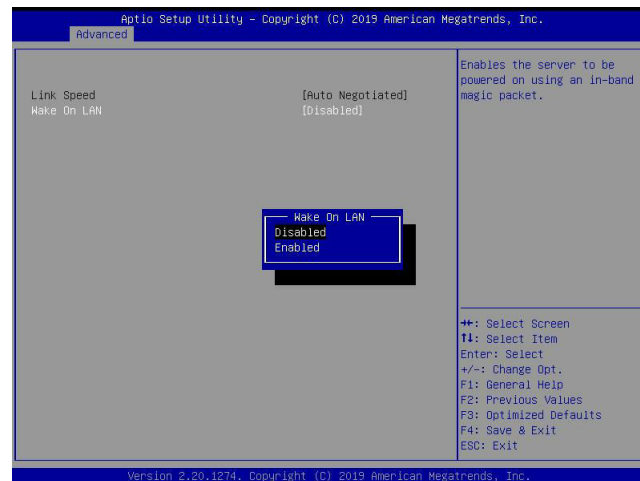 Aptio Setup Utility – Copyright (C) 2019 American Megatrends, Inc.
Advanced
Link Speed [Auto Negotiated]
Wake On LAN [Disabled]
Enables the server to be
powered on using an in-band
magic packet.
Wake On LAN
Disabled
Enabled
→←: Select Screen
↑↓: Select Item
Enter: Select
+/-: Change Opt.
F1: General Help
F2: Previous Values
F3: Optimized Defaults
F4: Save & Exit
ESC: Exit
Version 2.20.1274. Copyright (C) 2019 American Megatrends, Inc.